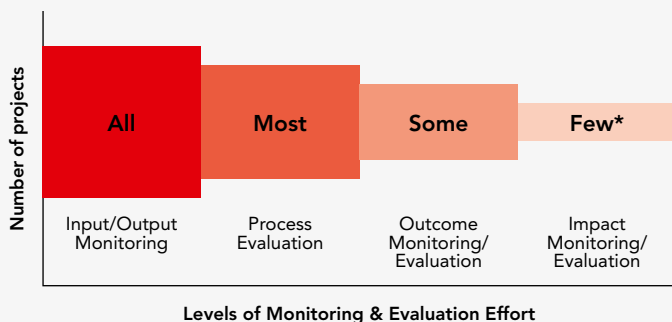 Number of projects
All
Most
Some
Few*
Input/Output
Monitoring
Process
Evaluation
Outcome
Monitoring/
Evaluation
Impact
Monitoring/
Evaluation
Levels of Monitoring & Evaluation Effort